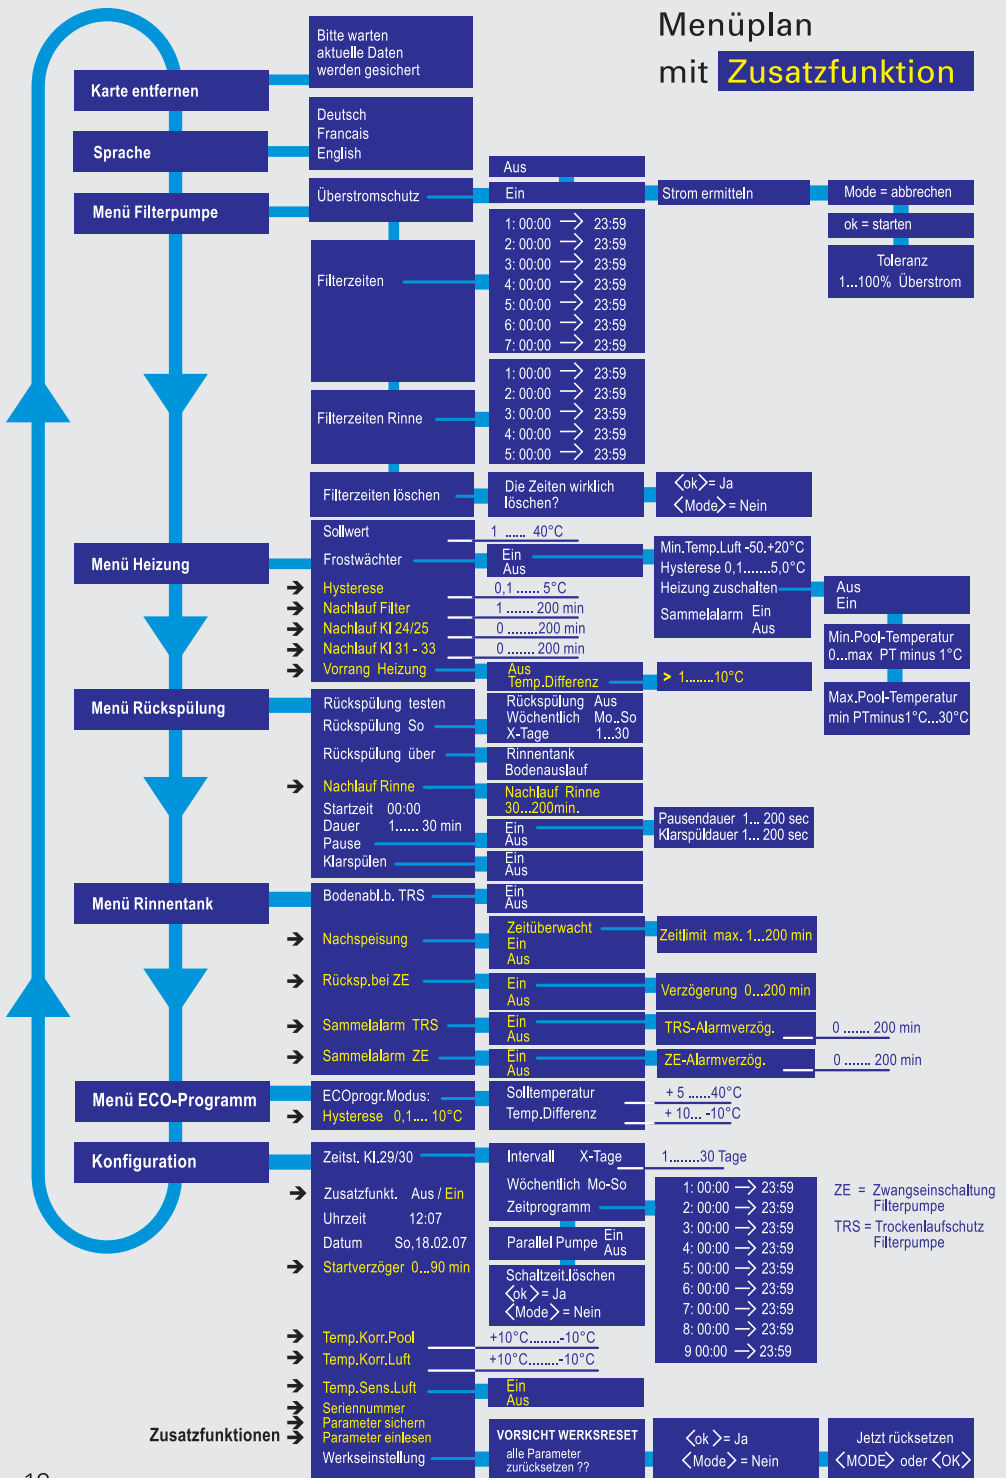 Menüplan
mit Zusatzfunktion
Bitte warten
aktuelle Daten
werden gesichert
Karte entfernen
Deutsch
Francais
English
Sprache
Menü Filterpumpe
Überstromschutz
Aus
Ein
Strom ermitteln
Mode = abbrechen
ok = starten
Toleranz
1...100% Überstrom
Filterzeiten
1: 00:00 → 23:59
2: 00:00 → 23:59
3: 00:00 → 23:59
4: 00:00 → 23:59
5: 00:00 → 23:59
6: 00:00 → 23:59
7: 00:00 → 23:59
Filterzeiten Rinne
1: 00:00 → 23:59
2: 00:00 → 23:59
3: 00:00 → 23:59
4: 00:00 → 23:59
5: 00:00 → 23:59
Filterzeiten löschen
Die Zeiten wirklich
löschen?
<ok> = Ja
<Mode> = Nein
Menü Heizung
Sollwert
1 ...... 40°C
Frostwächter
Ein
Aus
Min.Temp.Luft -50.+20°C
Hysterese 0,1.......5,0°C
Heizung zuschalten
Sammelalarm Ein
Aus
Aus
Ein
Min.Pool-Temperatur
0...max PT minus 1°C
Max.Pool-Temperatur
min PTminus1°C...30°C
→ Hysterese 0,1 ...... 5°C
→ Nachlauf Filter 1 ....... 200 min
→ Nachlauf Kl 24/25 0 ........200 min
→ Nachlauf Kl 31 - 33 0 ....... 200 min
→ Vorrang Heizung
Aus
Temp.Differenz
> 1........10°C
Menü Rückspülung
Rückspülung testen
Rückspülung So
Rückspülung Aus
Wöchentlich Mo..So
X-Tage 1...30
Rückspülung über
Rinnentank
Bodenauslauf
→ Nachlauf Rinne
Nachlauf Rinne
30...200min.
Startzeit 00:00
Dauer 1...... 30 min
Pause
Ein
Aus
Pausendauer 1... 200 sec
Klarspüldauer 1... 200 sec
Klarspülen
Ein
Aus
Menü Rinnentank
Bodenabl.b. TRS
Ein
Aus
→ Nachspeisung
Zeitüberwacht
Ein
Aus
Zeitlimit max. 1...200 min
→ Rücksp.bei ZE
Ein
Aus
Verzögerung 0...200 min
→ Sammelalarm TRS
Ein
Aus
TRS-Alarmverzög.
0 ....... 200 min
→ Sammelalarm ZE
Ein
Aus
ZE-Alarmverzög.
0 ....... 200 min
Menü ECO-Programm
ECOprogr.Modus:
→ Hysterese 0,1.... 10°C
Solltemperatur + 5 ......40°C
Temp.Differenz + 10... -10°C
Konfiguration
Zeitst. Kl.29/30
Intervall X-Tage 1........30 Tage
Wöchentlich Mo-So
Zeitprogramm
1: 00:00 → 23:59
2: 00:00 → 23:59
3: 00:00 → 23:59
4: 00:00 → 23:59
5: 00:00 → 23:59
6: 00:00 → 23:59
7: 00:00 → 23:59
8: 00:00 → 23:59
9 00:00 → 23:59
ZE = Zwangseinschaltung
Filterpumpe
TRS = Trockenlaufschutz
Filterpumpe
Parallel Pumpe Ein
Aus
Schaltzeit.löschen
<ok> = Ja
<Mode> = Nein
→ Zusatzfunkt. Aus / Ein
Uhrzeit 12:07
Datum So,18.02.07
→ Startverzöger 0...90 min
→ Temp.Korr.Pool +10°C........-10°C
→ Temp.Korr.Luft +10°C........-10°C
→ Temp.Sens.Luft
Ein
Aus
→ Seriennummer
→ Parameter sichern
Zusatzfunktionen → Parameter einlesen
Werkseinstellung
VORSICHT WERKSRESET
alle Parameter
zurücksetzen ??
<ok> = Ja
<Mode> = Nein
Jetzt rücksetzen
<MODE> oder <OK>